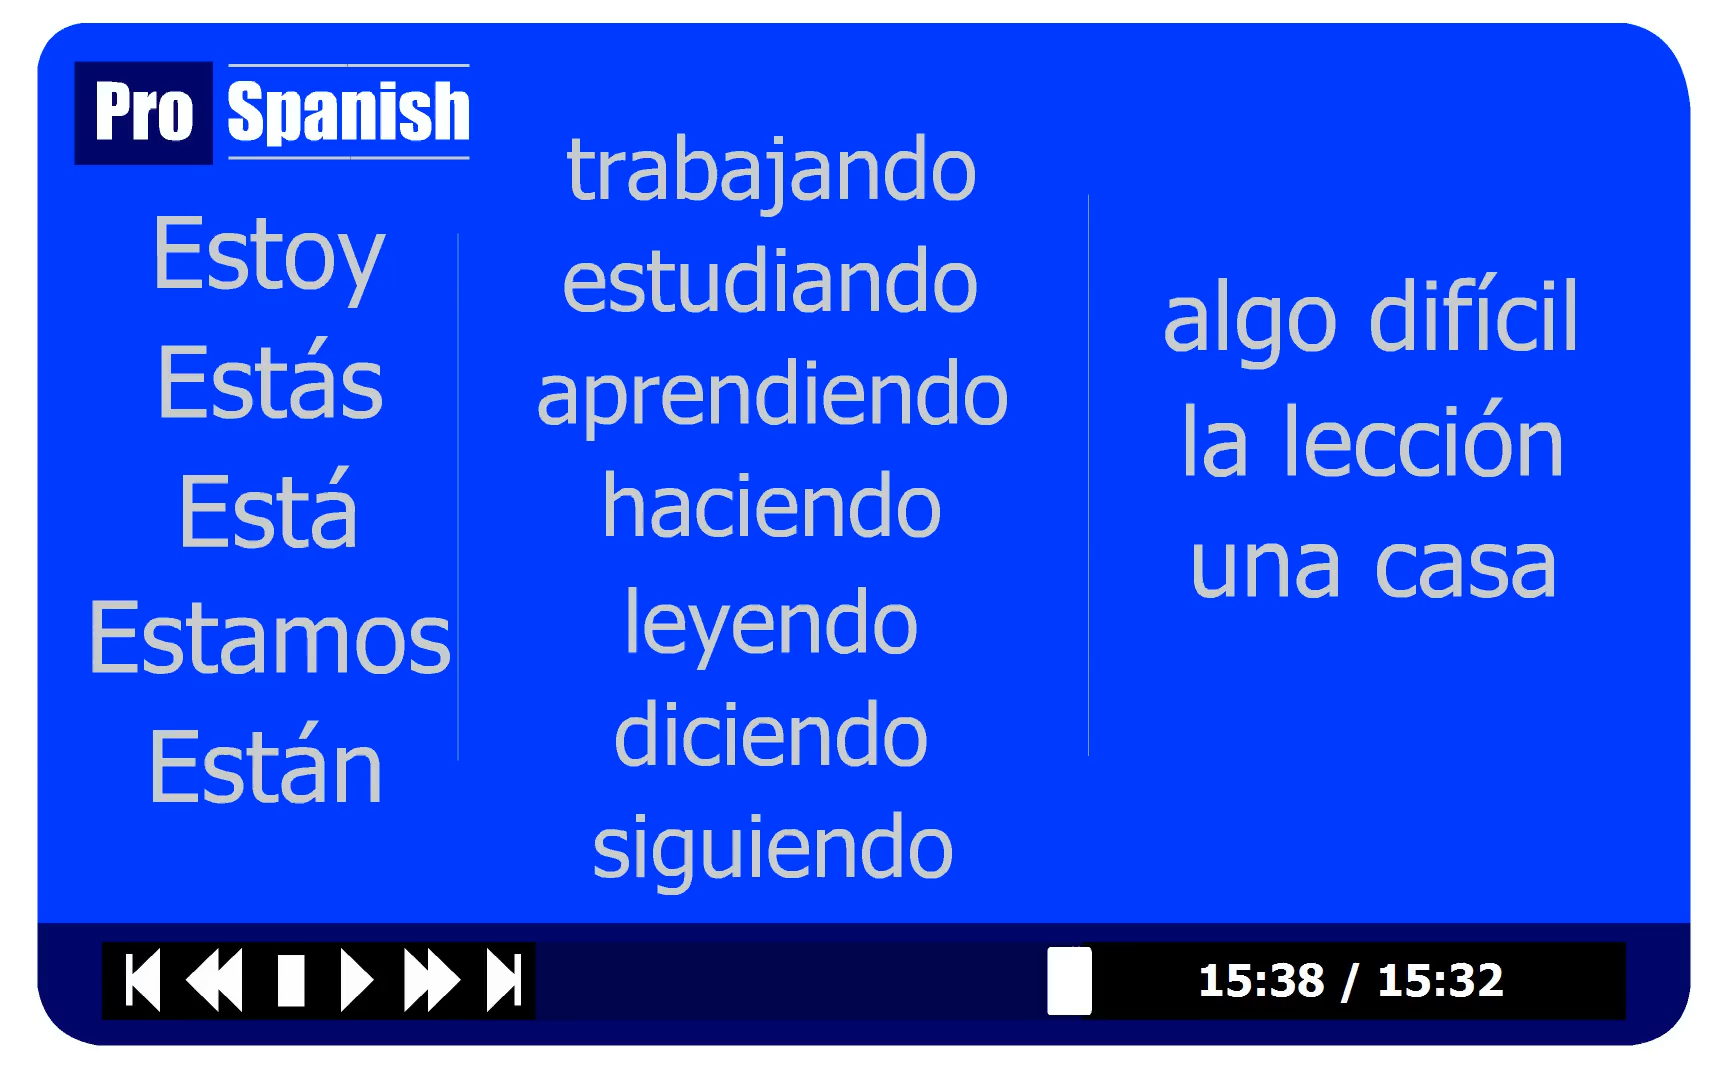 Pro Spanish
Estoy
Estás
Está
Estamos
Están
trabajando
estudiando
aprendiendo
haciendo
leyendo
diciendo
siguiendo
algo difícil
la lección
una casa
15:38 / 15:32